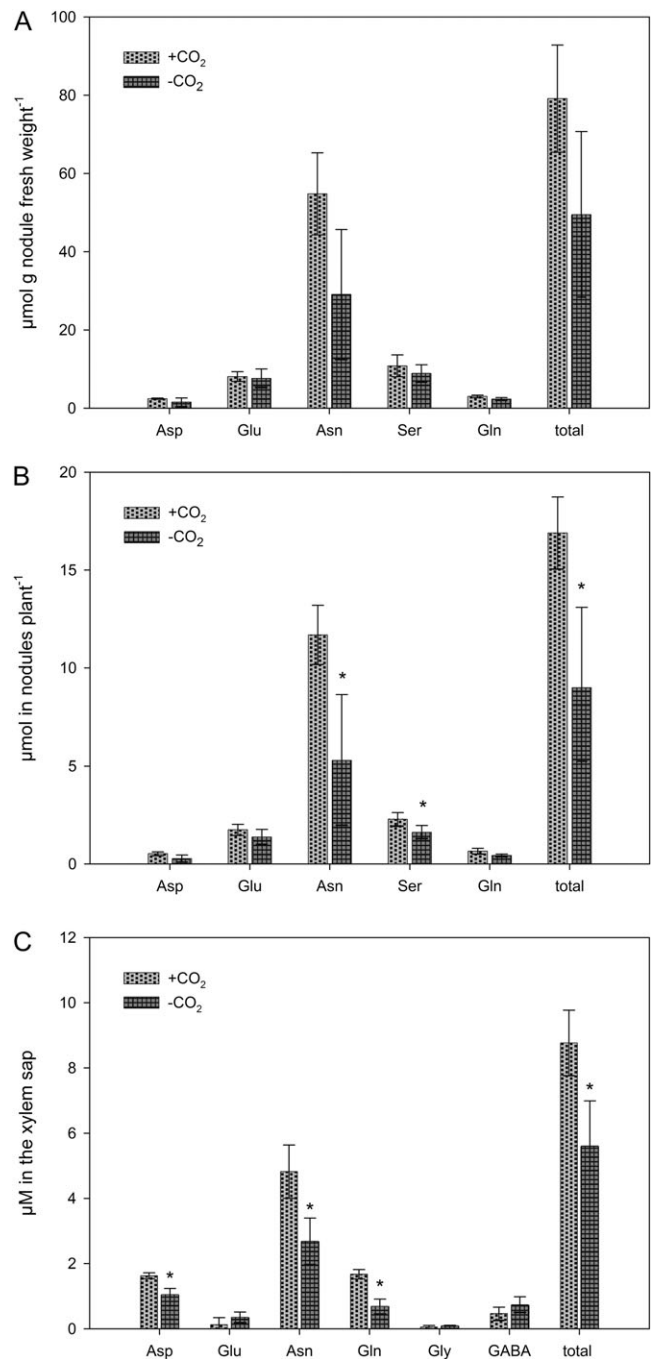 A
100
+CO₂
-CO₂
80
60
40
20
0
µmol g nodule fresh weight⁻¹
Asp Glu Asn Ser Gln total
B
20
+CO₂
-CO₂
15
*
10
*
5
*
0
µmol in nodules plant⁻¹
Asp Glu Asn Ser Gln total
C
12
+CO₂
-CO₂
10
8
6
*
4
*
2
* *
0
µM in the xylem sap
Asp Glu Asn Gln Gly GABA total